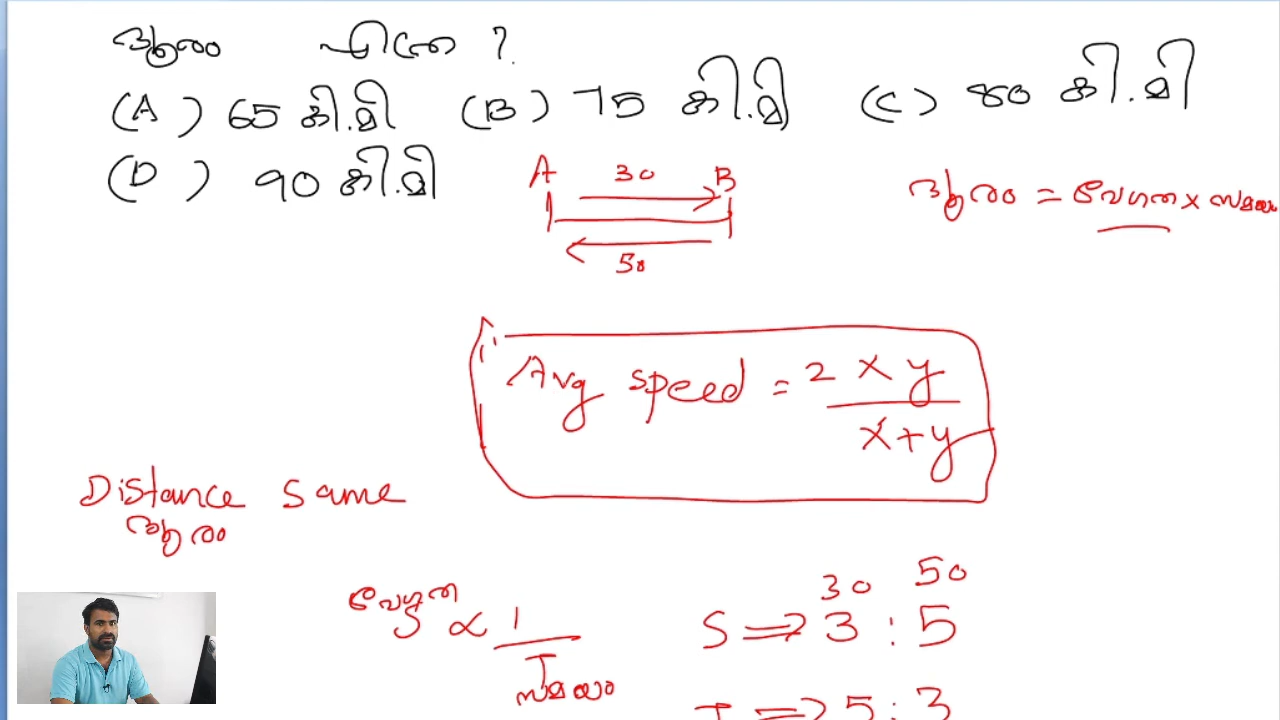 ദൂരം എത്ര ?
(A) 65 കി.മി (B) 75 കി.മി (C) 80 കി.മി
(D) 90 കി.മി
A 30 B
50
ദൂരം = വേഗത x സമയം
Avg speed = 2xy / x+y
Distance same
ദൂരം
വേഗത ∝ 1 / T
സമയം
30 50
S ⇒ 3 : 5
T ⇒ 5 : 3